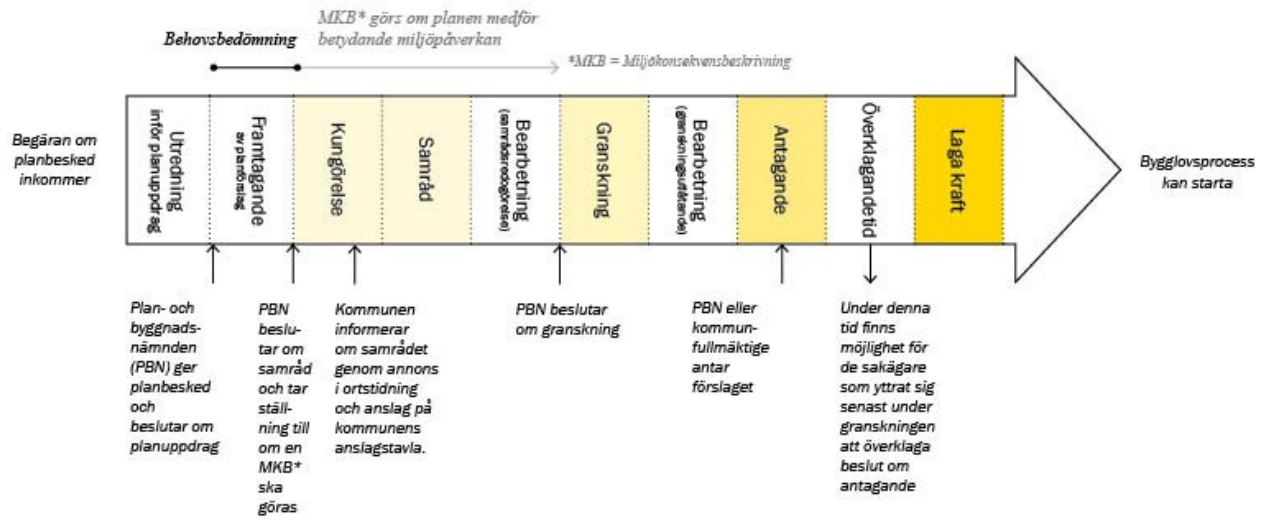 MKB* görs om planen medför
betydande miljöpåverkan
Behovsbedömning
*MKB = Miljökonsekvensbeskrivning
Begäran om
planbesked
inkommer
Utredning
inför planuppdrag
Framtagande
av planförslag
Kungörelse
Samråd
Bearbetning
(samrådsredogörelse)
Granskning
Bearbetning
(granskningsutlåtande)
Antagande
Överklagandetid
Laga kraft
Bygglovsprocess
kan starta
Plan- och
byggnads-
nämnden
(PBN) ger
planbesked
och
beslutar om
planuppdrag
PBN
beslu-
tar om
samråd
och tar
ställ-
ning till
om en
MKB*
ska
göras
Kommunen
informerar
om samrådet
genom annons
i ortstidning
och anslag på
kommunens
anslagstavla.
PBN beslutar
om granskning
PBN eller
kommun-
fullmäktige
antar
förslaget
Under denna
tid finns
möjlighet för
de sakägare
som yttrat sig
senast under
granskningen
att överklaga
beslut om
antagande